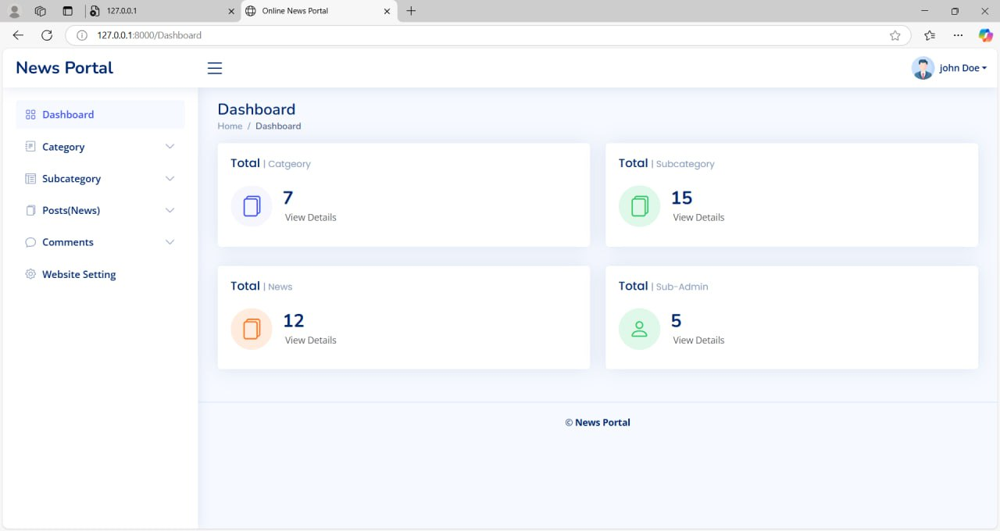 127.0.0.1
Online News Portal
127.0.0.1:8000/Dashboard
News Portal
john Doe
Dashboard
Category
Subcategory
Posts(News)
Comments
Website Setting
Dashboard
Home / Dashboard
Total | Catgeory
7
View Details
Total | Subcategory
15
View Details
Total | News
12
View Details
Total | Sub-Admin
5
View Details
© News Portal